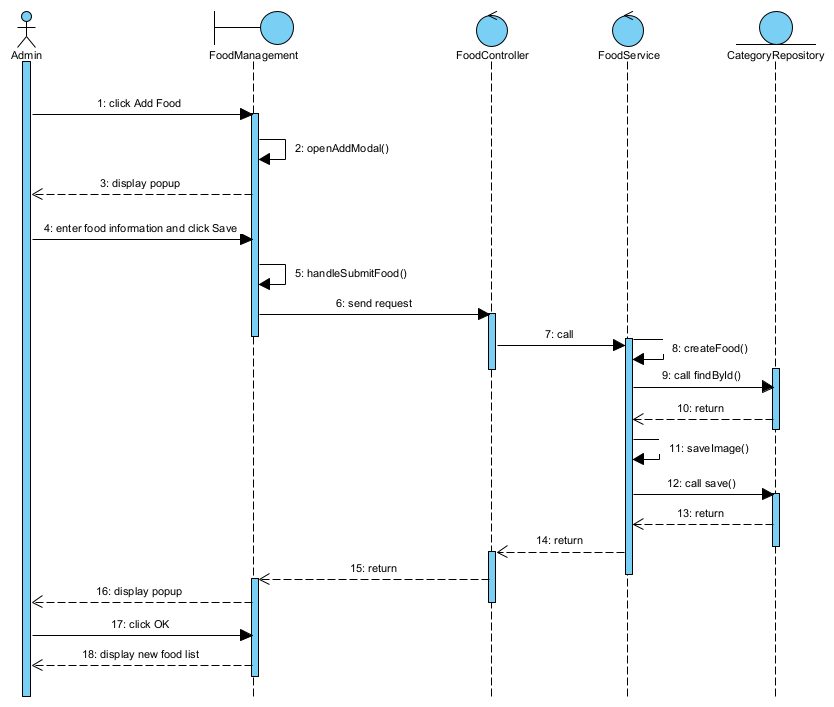 Admin
FoodManagement
FoodController
FoodService
CategoryRepository
1: click Add Food
2: openAddModal()
3: display popup
4: enter food information and click Save
5: handleSubmitFood()
6: send request
7: call
8: createFood()
9: call findById()
10: return
11: saveImage()
12: call save()
13: return
14: return
15: return
16: display popup
17: click OK
18: display new food list